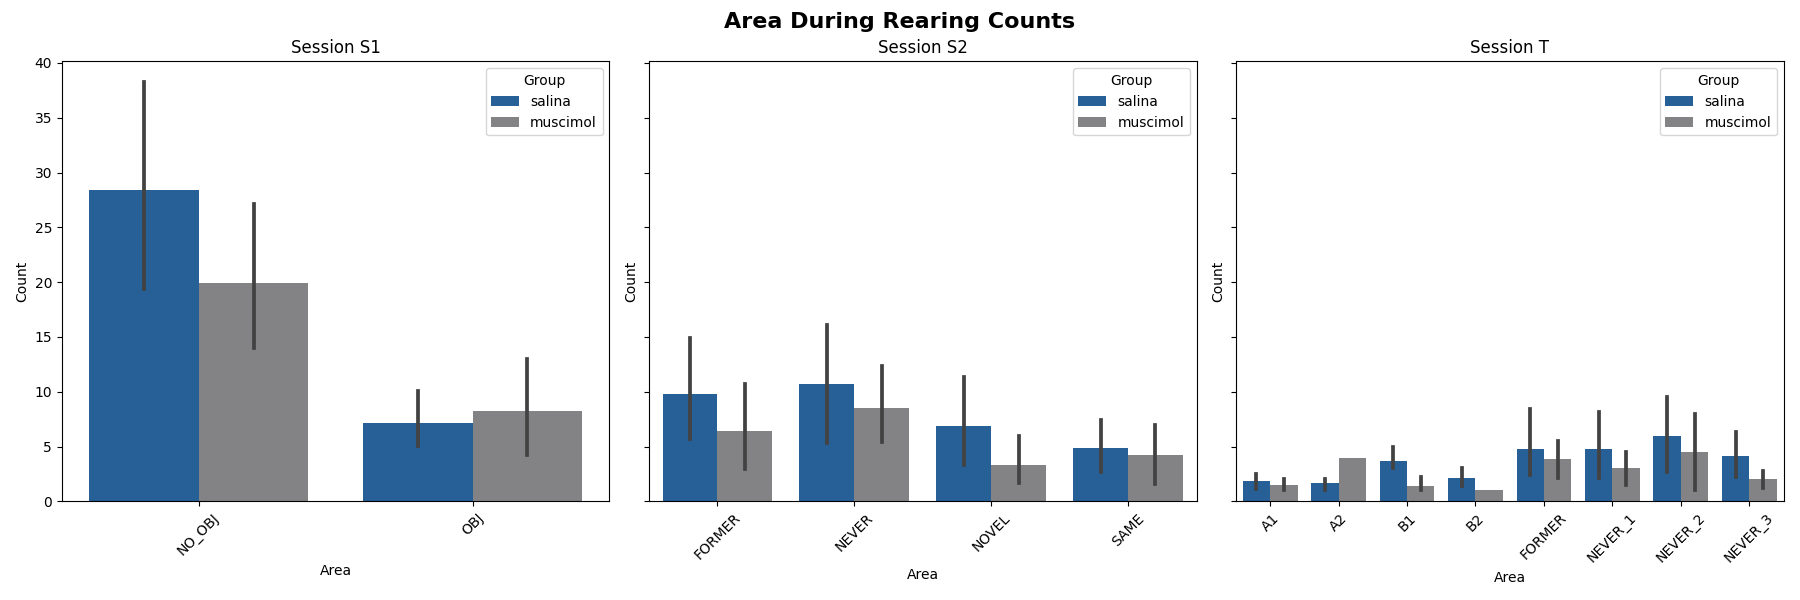 Area During Rearing Counts
Session S1
Count
40
35
30
25
20
15
10
5
0
Group
salina
muscimol
NO_OBJ
OBJ
Area
Session S2
Count
Group
salina
muscimol
FORMER
NEVER
NOVEL
SAME
Area
Session T
Count
Group
salina
muscimol
A1
A2
B1
B2
FORMER
NEVER_1
NEVER_2
NEVER_3
Area